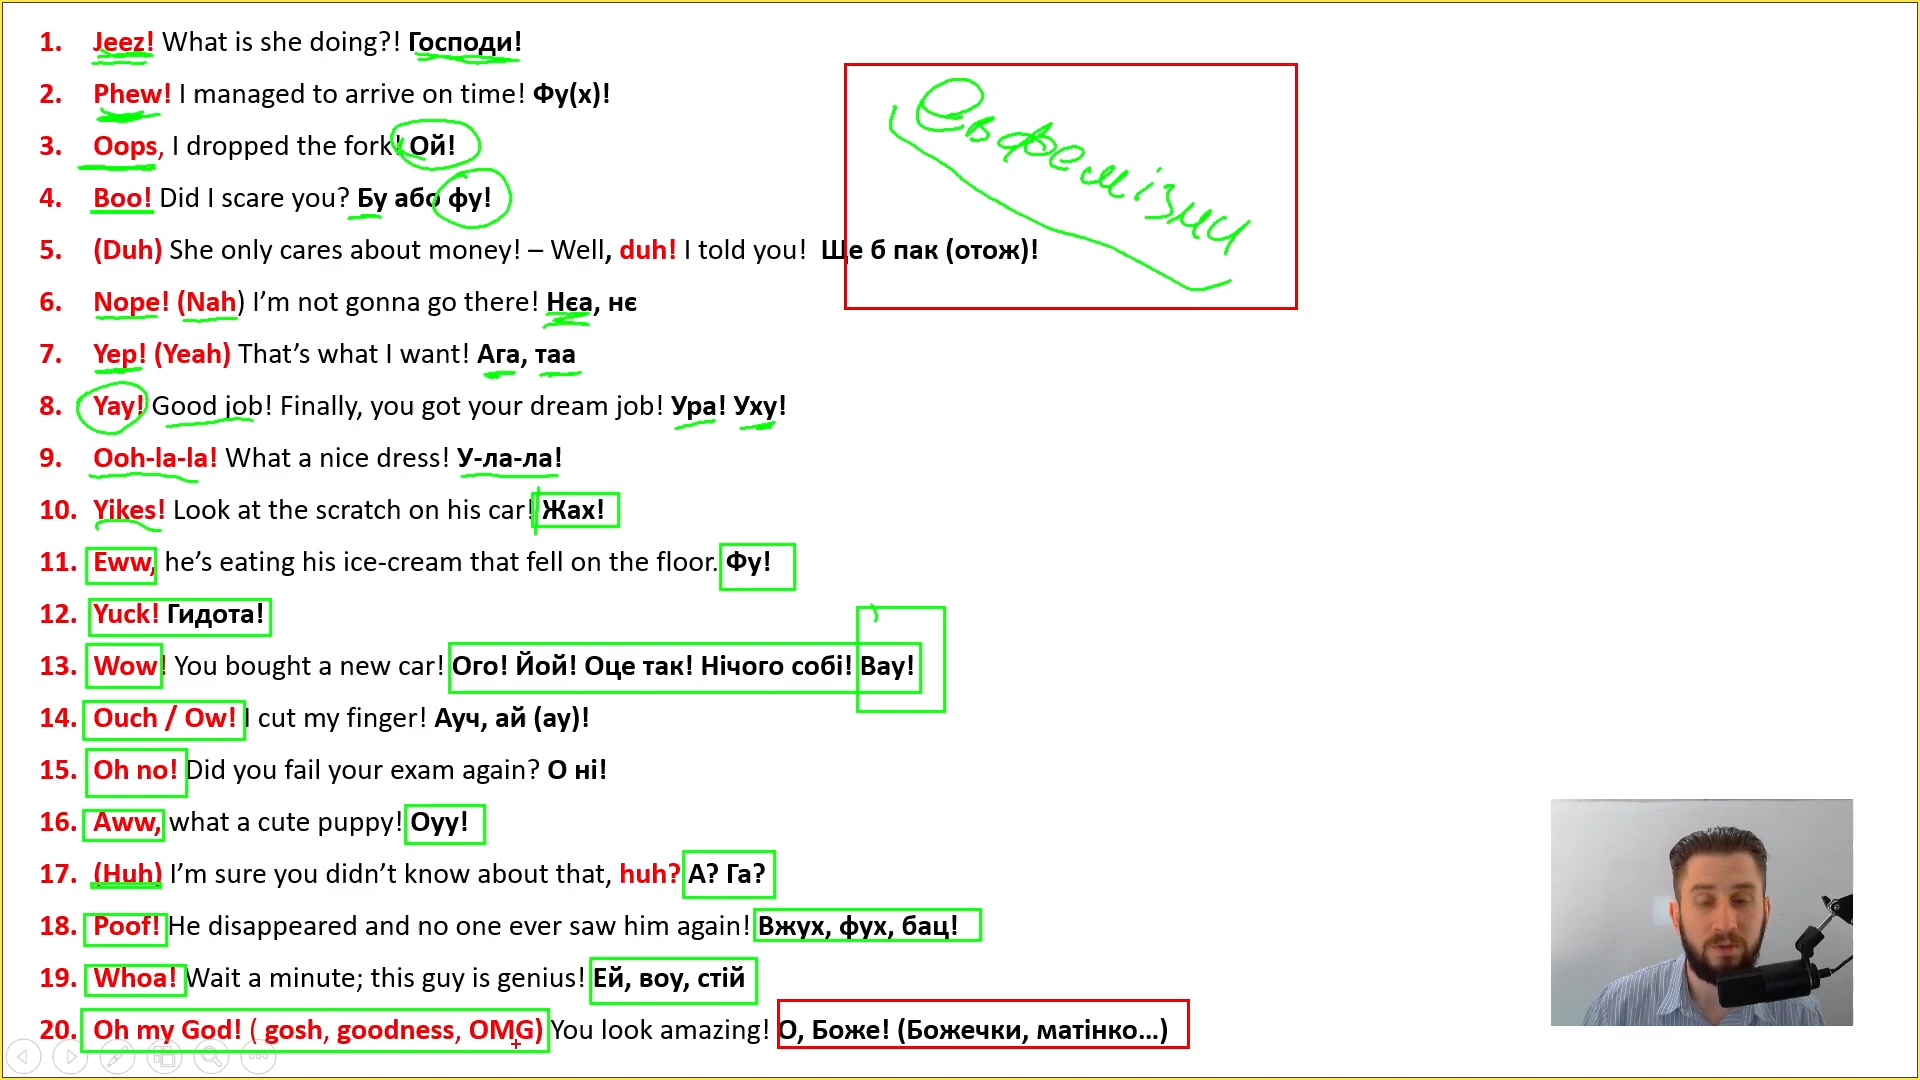 1. Jeez! What is she doing?! Господи!
2. Phew! I managed to arrive on time! Фу(х)!
3. Oops, I dropped the fork! Ой!
4. Boo! Did I scare you? Бу або фу!
5. (Duh) She only cares about money! – Well, duh! I told you! Ще б пак (отож)!
6. Nope! (Nah) I’m not gonna go there! Нєа, нє
7. Yep! (Yeah) That’s what I want! Ага, таа
8. Yay! Good job! Finally, you got your dream job! Ура! Уху!
9. Ooh-la-la! What a nice dress! У-ла-ла!
10. Yikes! Look at the scratch on his car! Жах!
11. Eww, he’s eating his ice-cream that fell on the floor. Фу!
12. Yuck! Гидота!
13. Wow! You bought a new car! Ого! Йой! Оце так! Нічого собі! Вау!
14. Ouch / Ow! I cut my finger! Ауч, ай (ау)!
15. Oh no! Did you fail your exam again? О ні!
16. Aww, what a cute puppy! Оуу!
17. (Huh) I’m sure you didn’t know about that, huh? А? Га?
18. Poof! He disappeared and no one ever saw him again! Вжух, фух, бац!
19. Whoa! Wait a minute; this guy is genius! Ей, воу, стій
20. Oh my God! ( gosh, goodness, OMG) You look amazing! О, Боже! (Божечки, матінко...)
Евфемізми